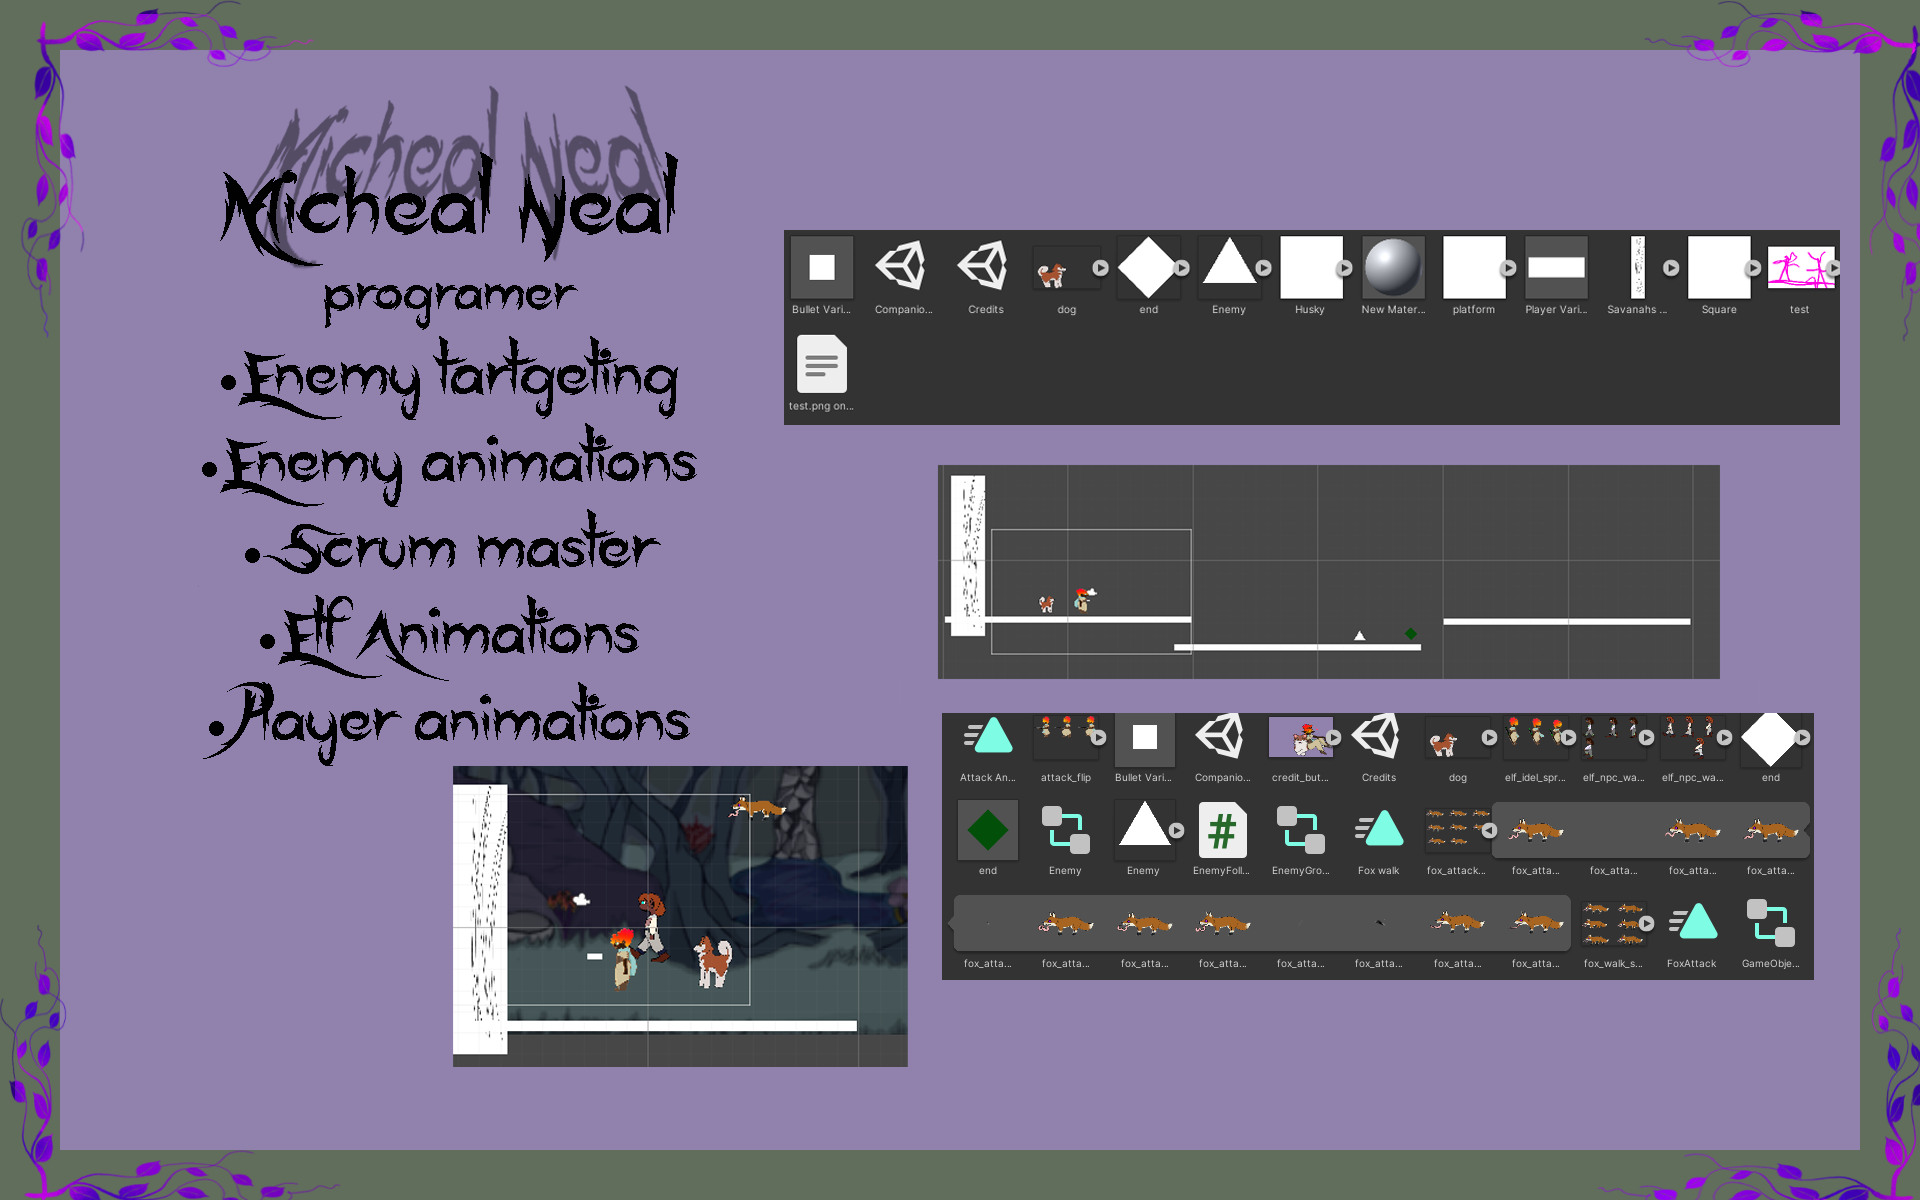 Micheal Neal
Micheal Neal
programer
•Enemy tartgeting
•Enemy animations
•Scrum master
•Elf Animations
•Player animations
Bullet Vari... Companio... Credits dog end Enemy Husky New Mater... platform Player Vari... Savanahs ... Square test
test.png on...
Attack An... attack_flip Bullet Vari... Companio... credit_but... Credits dog elf_idel_spr... elf_npc_wa... elf_npc_wa... end
end Enemy Enemy EnemyFoll... EnemyGro... Fox walk fox_attack... fox_atta... fox_atta... fox_atta... fox_atta...
fox_atta... fox_atta... fox_atta... fox_atta... fox_atta... fox_atta... fox_atta... fox_atta... fox_walk_s... FoxAttack GameObje...